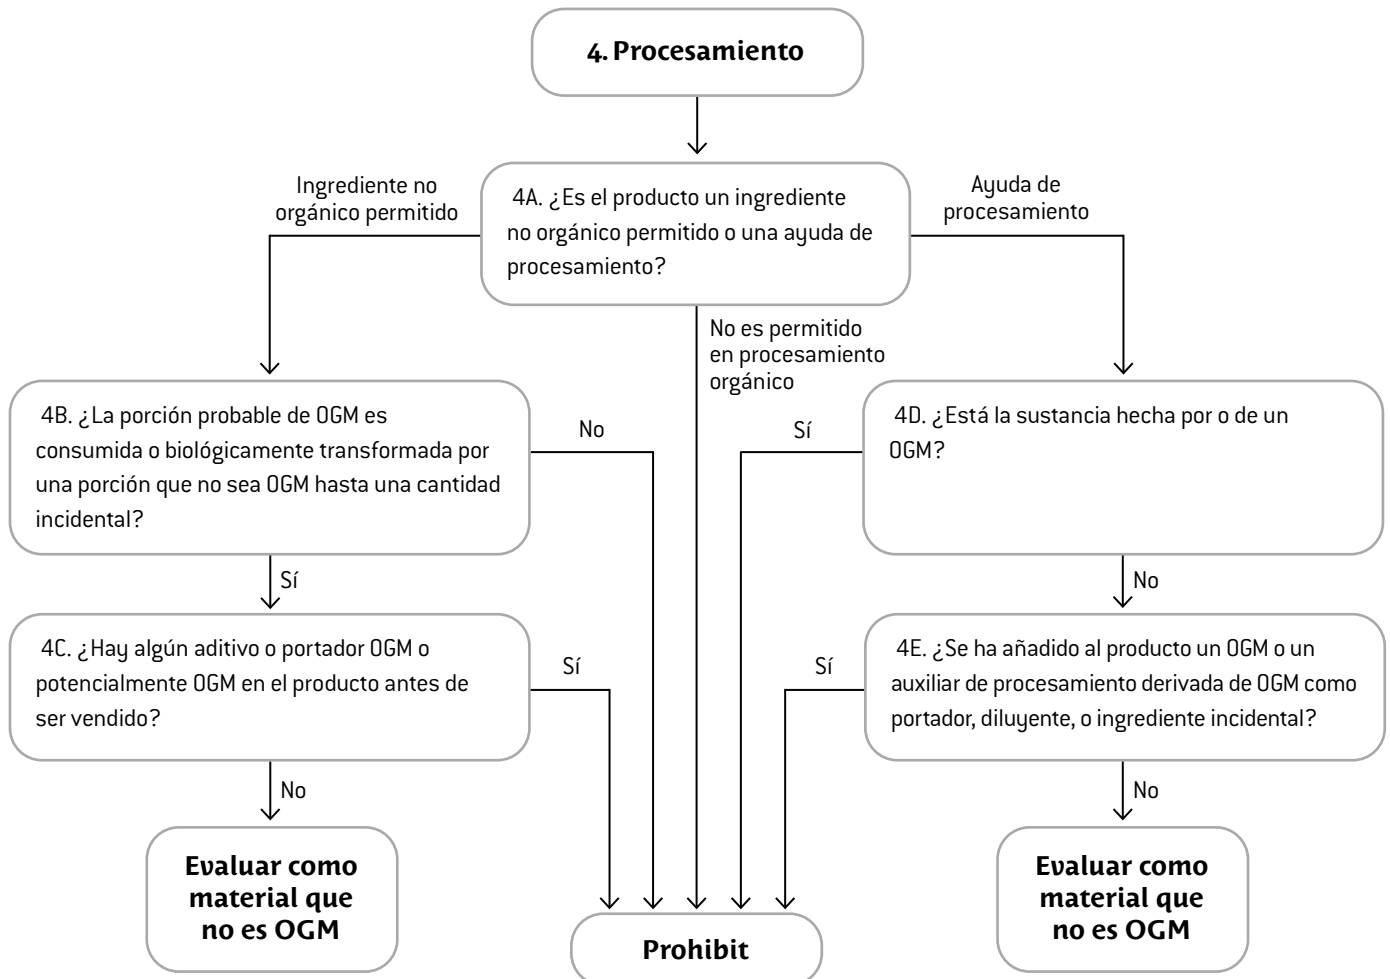 4. Procesamiento
Ingrediente no
orgánico permitido
4A. ¿Es el producto un ingrediente
no orgánico permitido o una ayuda de
procesamiento?
Ayuda de
procesamiento
No es permitido
en procesamiento
orgánico
4B. ¿La porción probable de OGM es
consumida o biológicamente transformada por
una porción que no sea OGM hasta una cantidad
incidental?
No
Sí
4D. ¿Está la sustancia hecha por o de un
OGM?
Sí
No
4C. ¿Hay algún aditivo o portador OGM o
potencialmente OGM en el producto antes de
ser vendido?
Sí
Sí
4E. ¿Se ha añadido al producto un OGM o un
auxiliar de procesamiento derivada de OGM como
portador, diluyente, o ingrediente incidental?
No
No
Evaluar como
material que
no es OGM
Prohibit
Evaluar como
material que
no es OGM